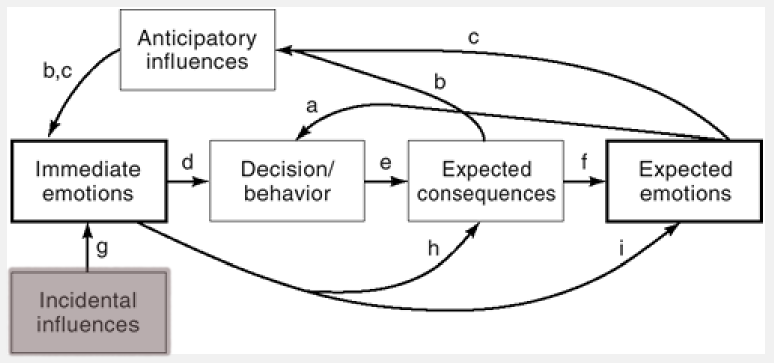 Anticipatory
influences
c
b,c
b
a
Immediate
emotions
d
Decision/
behavior
e
Expected
consequences
f
Expected
emotions
g
h
i
Incidental
influences